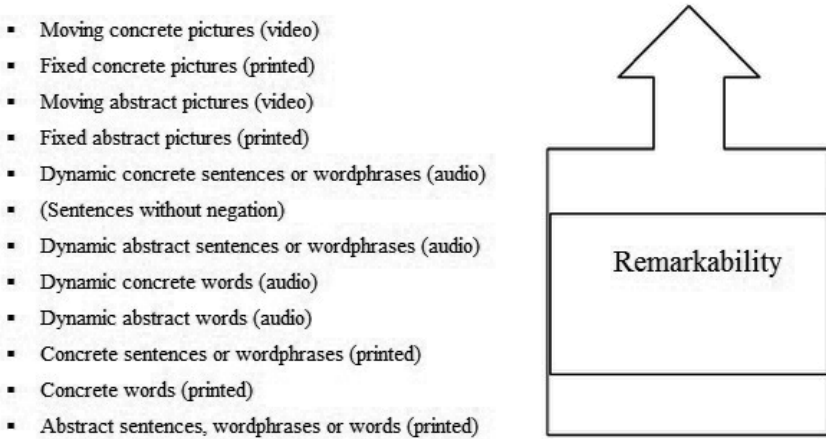 ▪ Moving concrete pictures (video)
▪ Fixed concrete pictures (printed)
▪ Moving abstract pictures (video)
▪ Fixed abstract pictures (printed)
▪ Dynamic concrete sentences or wordphrases (audio)
▪ (Sentences without negation)
▪ Dynamic abstract sentences or wordphrases (audio)
▪ Dynamic concrete words (audio)
▪ Dynamic abstract words (audio)
▪ Concrete sentences or wordphrases (printed)
▪ Concrete words (printed)
▪ Abstract sentences, wordphrases or words (printed)
Remarkability